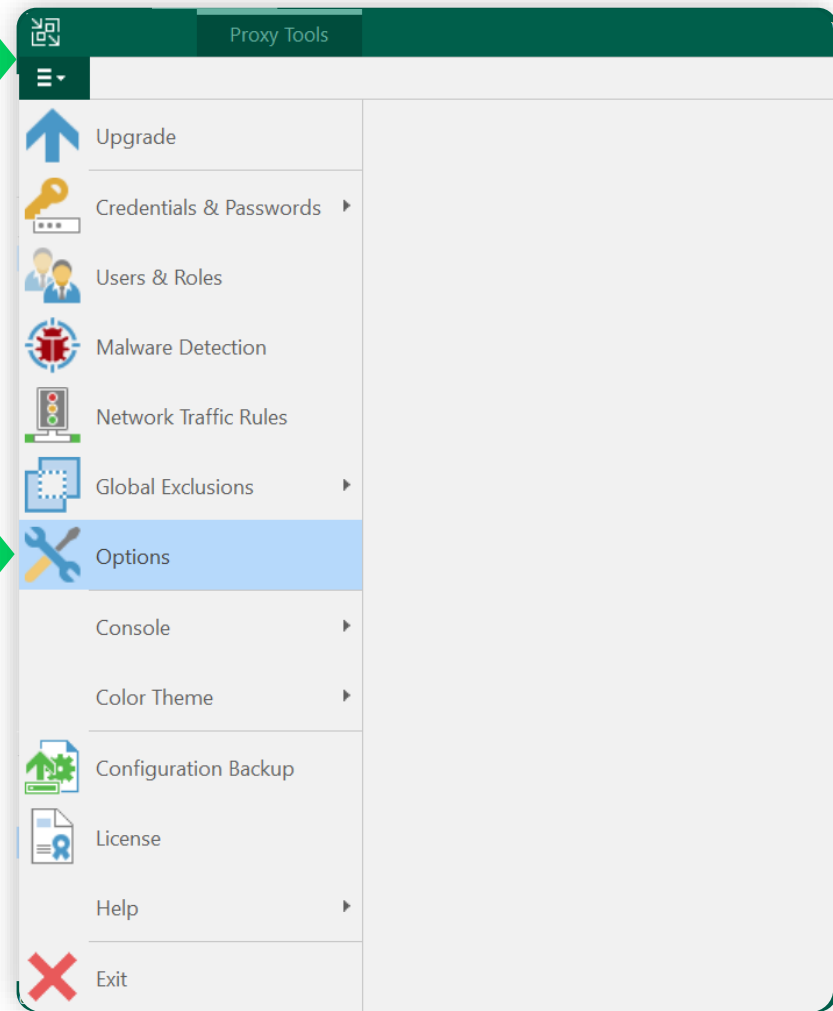 Proxy Tools
Upgrade
Credentials & Passwords
Users & Roles
Malware Detection
Network Traffic Rules
Global Exclusions
Options
Console
Color Theme
Configuration Backup
License
Help
Exit